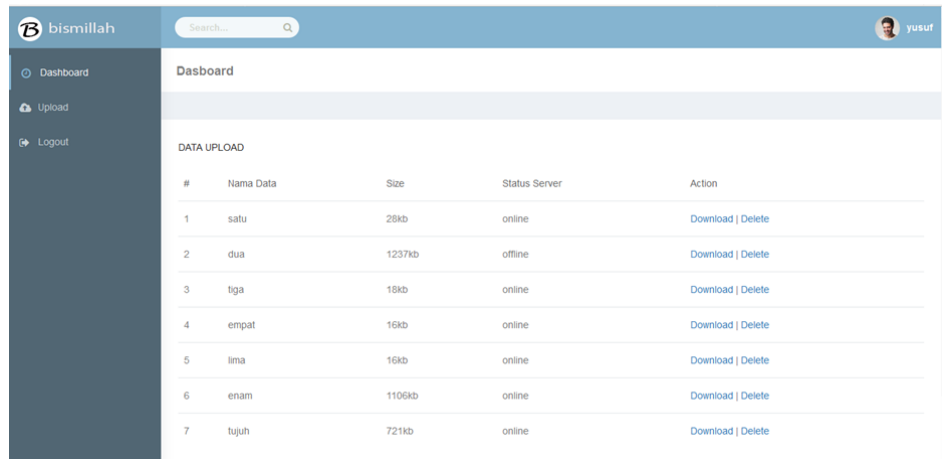 B bismillah
Search...
yusuf
Dashboard
Upload
Logout
Dasboard
DATA UPLOAD
# Nama Data Size Status Server Action
1 satu 28kb online Download | Delete
2 dua 1237kb offline Download | Delete
3 tiga 18kb online Download | Delete
4 empat 16kb online Download | Delete
5 lima 16kb online Download | Delete
6 enam 1106kb online Download | Delete
7 tujuh 721kb online Download | Delete